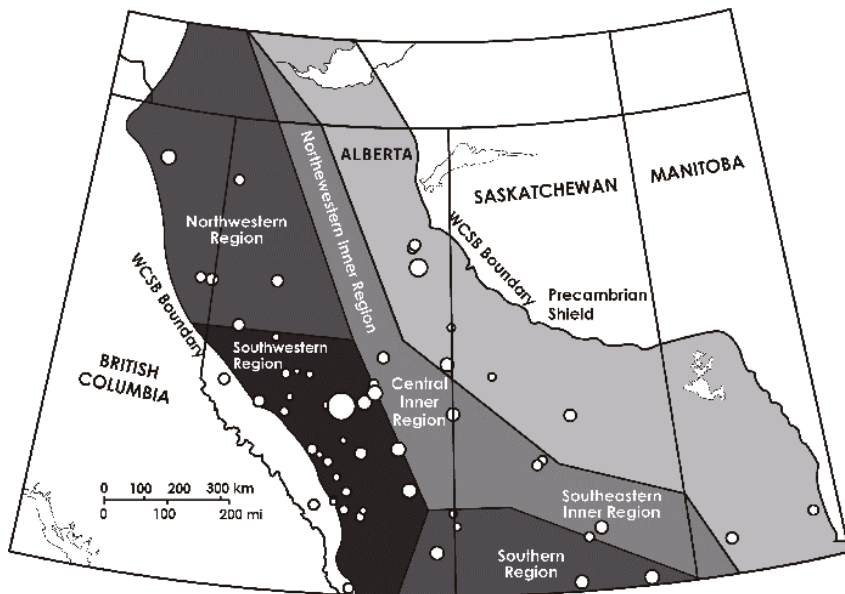 ALBERTA
SASKATCHEWAN
MANITOBA
Northewestern Inner Region
Northwestern
Region
WCSB Boundary
WCSB Boundary
Precambrian
Shield
Southwestern
Region
BRITISH
COLUMBIA
Central
Inner
Region
0 100 200 300 km
0 100 200 mi
Southeastern
Inner Region
Southern
Region